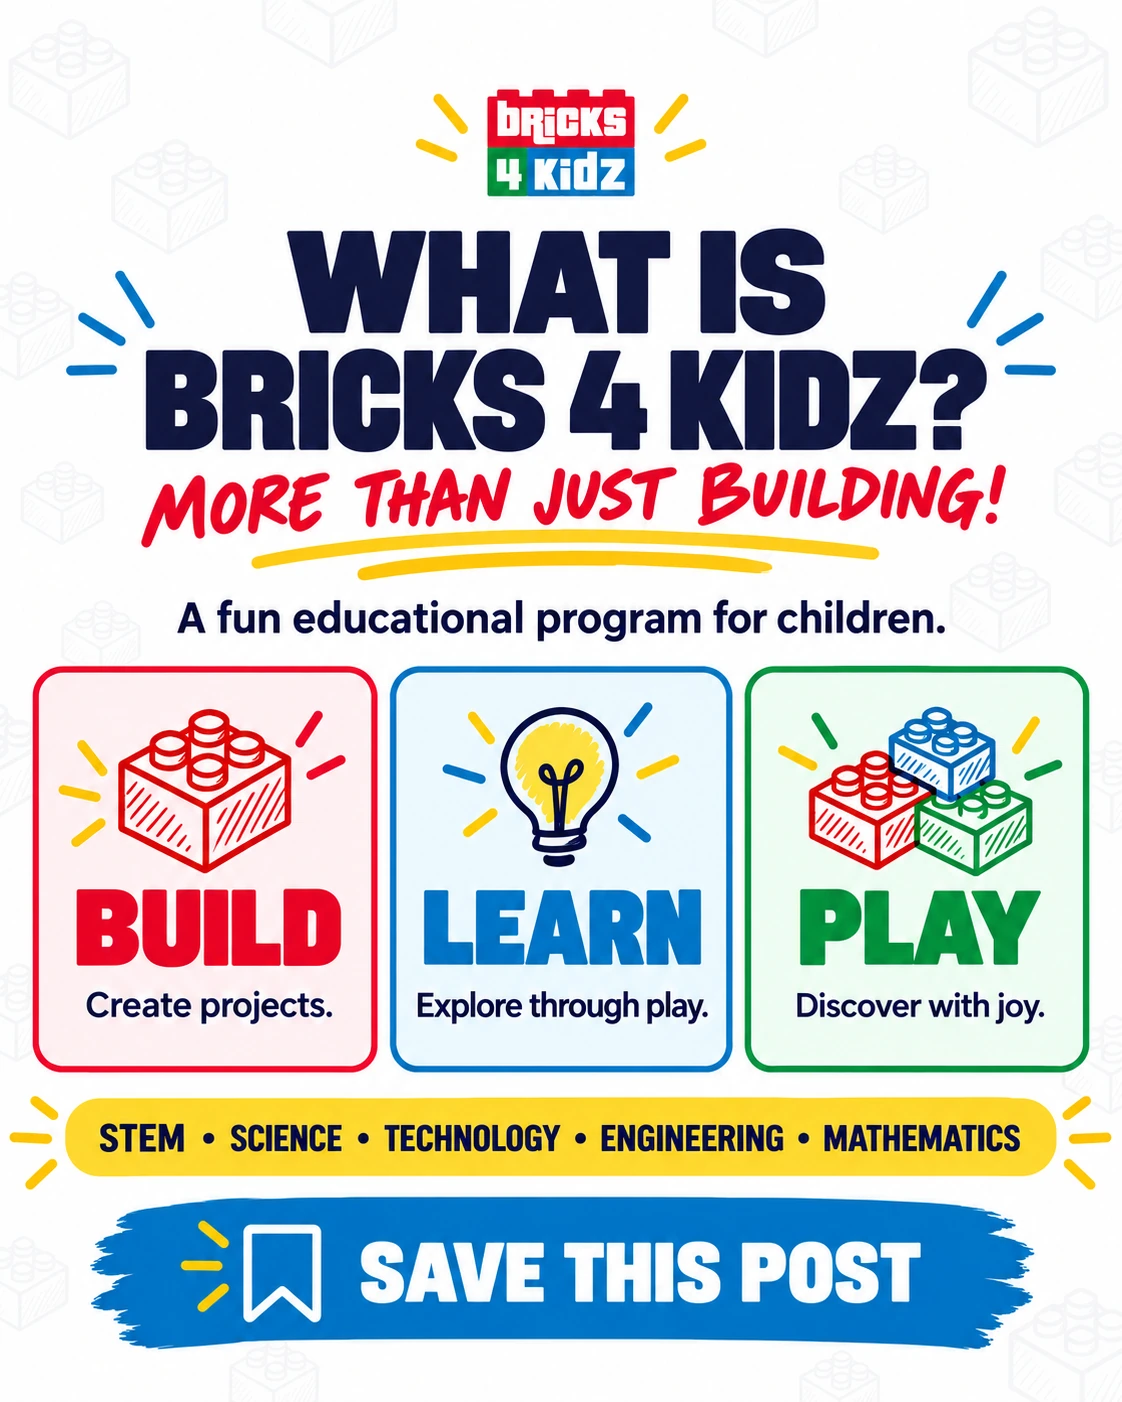 bricks
4 Kidz
WHAT IS
BRICKS 4 KIDZ?
MORE THAN JUST BUILDING!
A fun educational program for children.
BUILD
Create projects.
LEARN
Explore through play.
PLAY
Discover with joy.
STEM • SCIENCE • TECHNOLOGY • ENGINEERING • MATHEMATICS
SAVE THIS POST